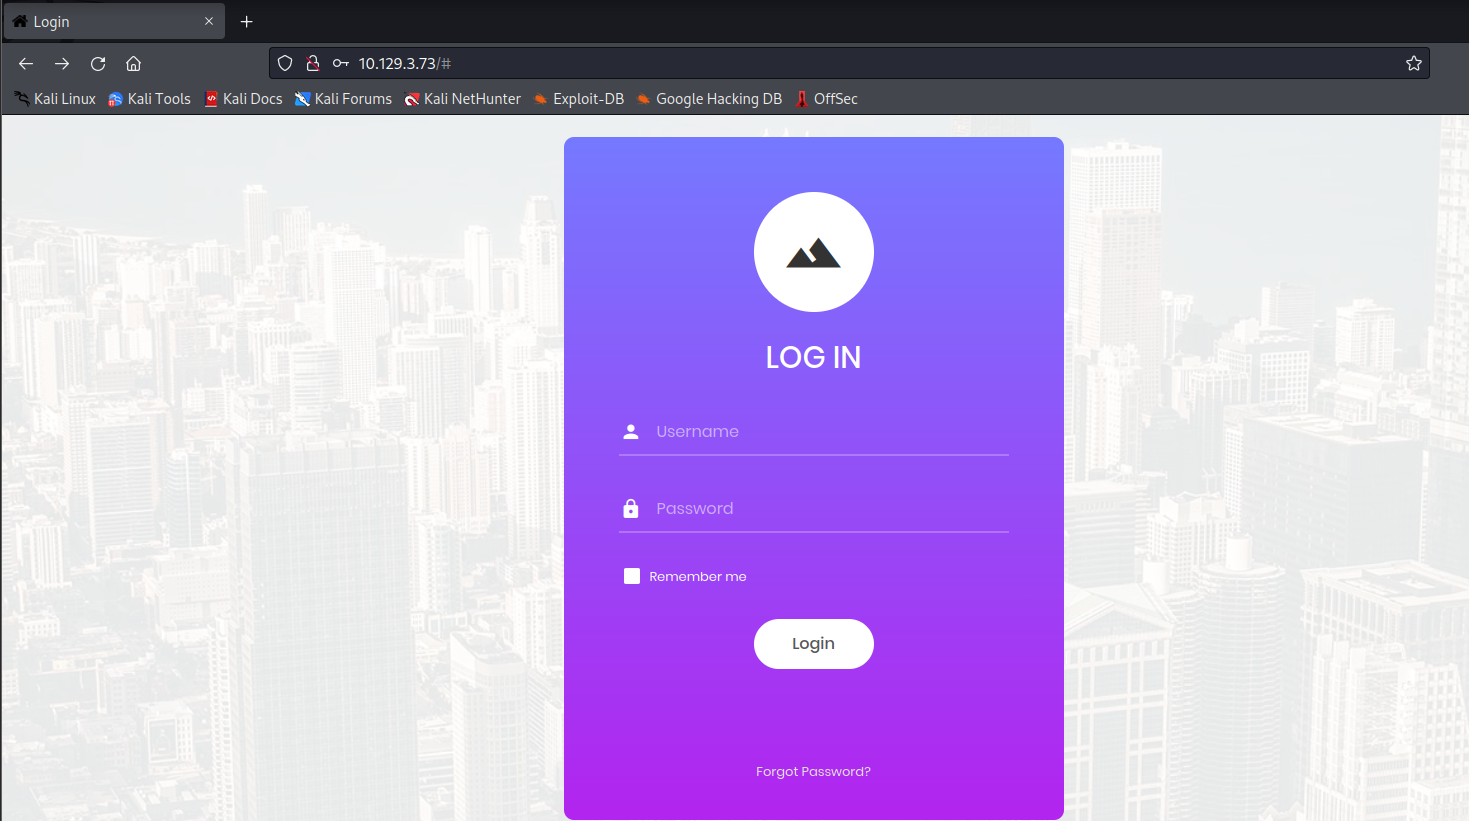 Login
10.129.3.73/#
Kali Linux Kali Tools Kali Docs Kali Forums Kali NetHunter Exploit-DB Google Hacking DB OffSec
LOG IN
Username
Password
Remember me
Login
Forgot Password?